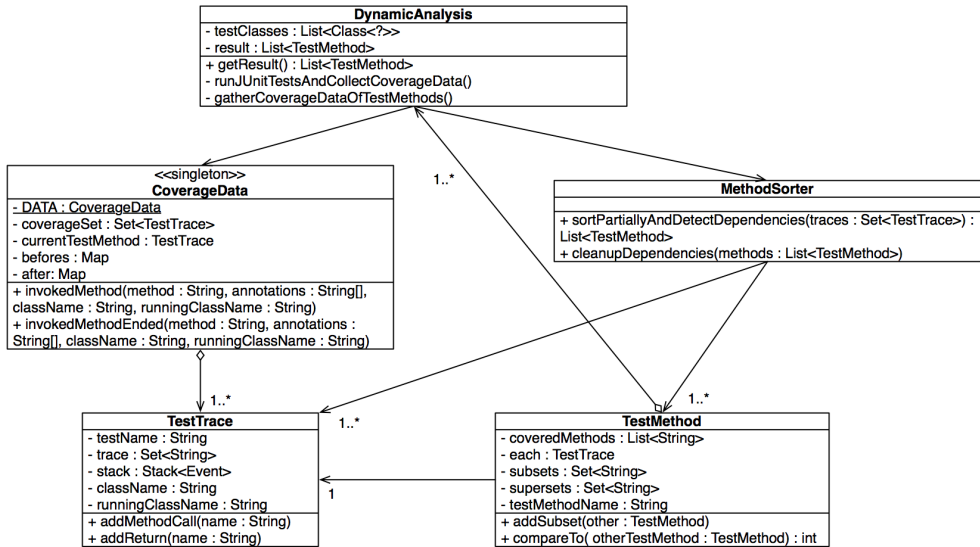 DynamicAnalysis
- testClasses : List<Class<?>>
- result : List<TestMethod>
+ getResult() : List<TestMethod>
- runJUnitTestsAndCollectCoverageData()
- gatherCoverageDataOfTestMethods()
1..*
<<singleton>>
CoverageData
- DATA : CoverageData
- coverageSet : Set<TestTrace>
- currentTestMethod : TestTrace
- befores : Map
- after: Map
+ invokedMethod(method : String, annotations : String[],
className : String, runningClassName : String)
+ invokedMethodEnded(method : String, annotations :
String[], className : String, runningClassName : String)
MethodSorter
+ sortPartiallyAndDetectDependencies(traces : Set<TestTrace>) :
List<TestMethod>
+ cleanupDependencies(methods : List<TestMethod>)
1..*
1..*
1..*
TestTrace
- testName : String
- trace : Set<String>
- stack : Stack<Event>
- className : String
- runningClassName : String
+ addMethodCall(name : String)
+ addReturn(name : String)
1
TestMethod
- coveredMethods : List<String>
- each : TestTrace
- subsets : Set<String>
- supersets : Set<String>
- testMethodName : String
+ addSubset(other : TestMethod)
+ compareTo( otherTestMethod : TestMethod) : int